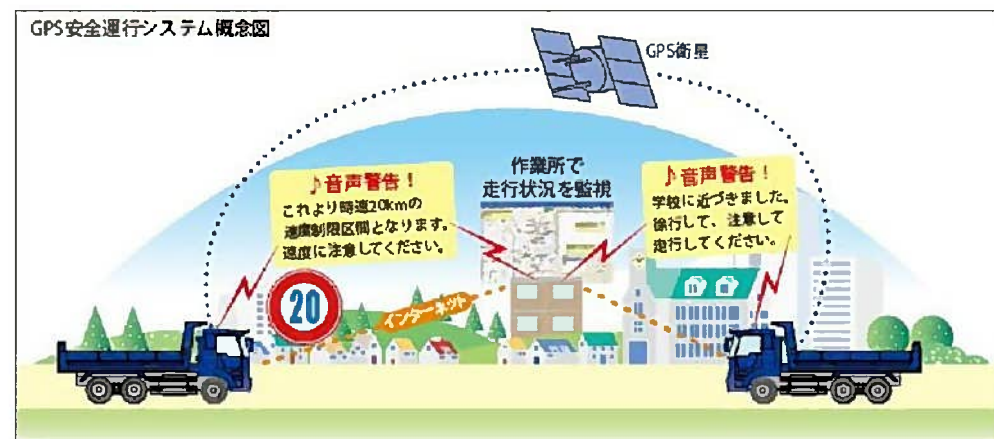 GPS安全運行システム概念図
GPS衛星
作業所で
走行状況を監視
♪音声警告！
これより時速20kmの
速度制限区間となります。
速度に注意してください。
♪音声警告！
学校に近づきました。
徐行して、注意して
走行してください。
20
インターネット